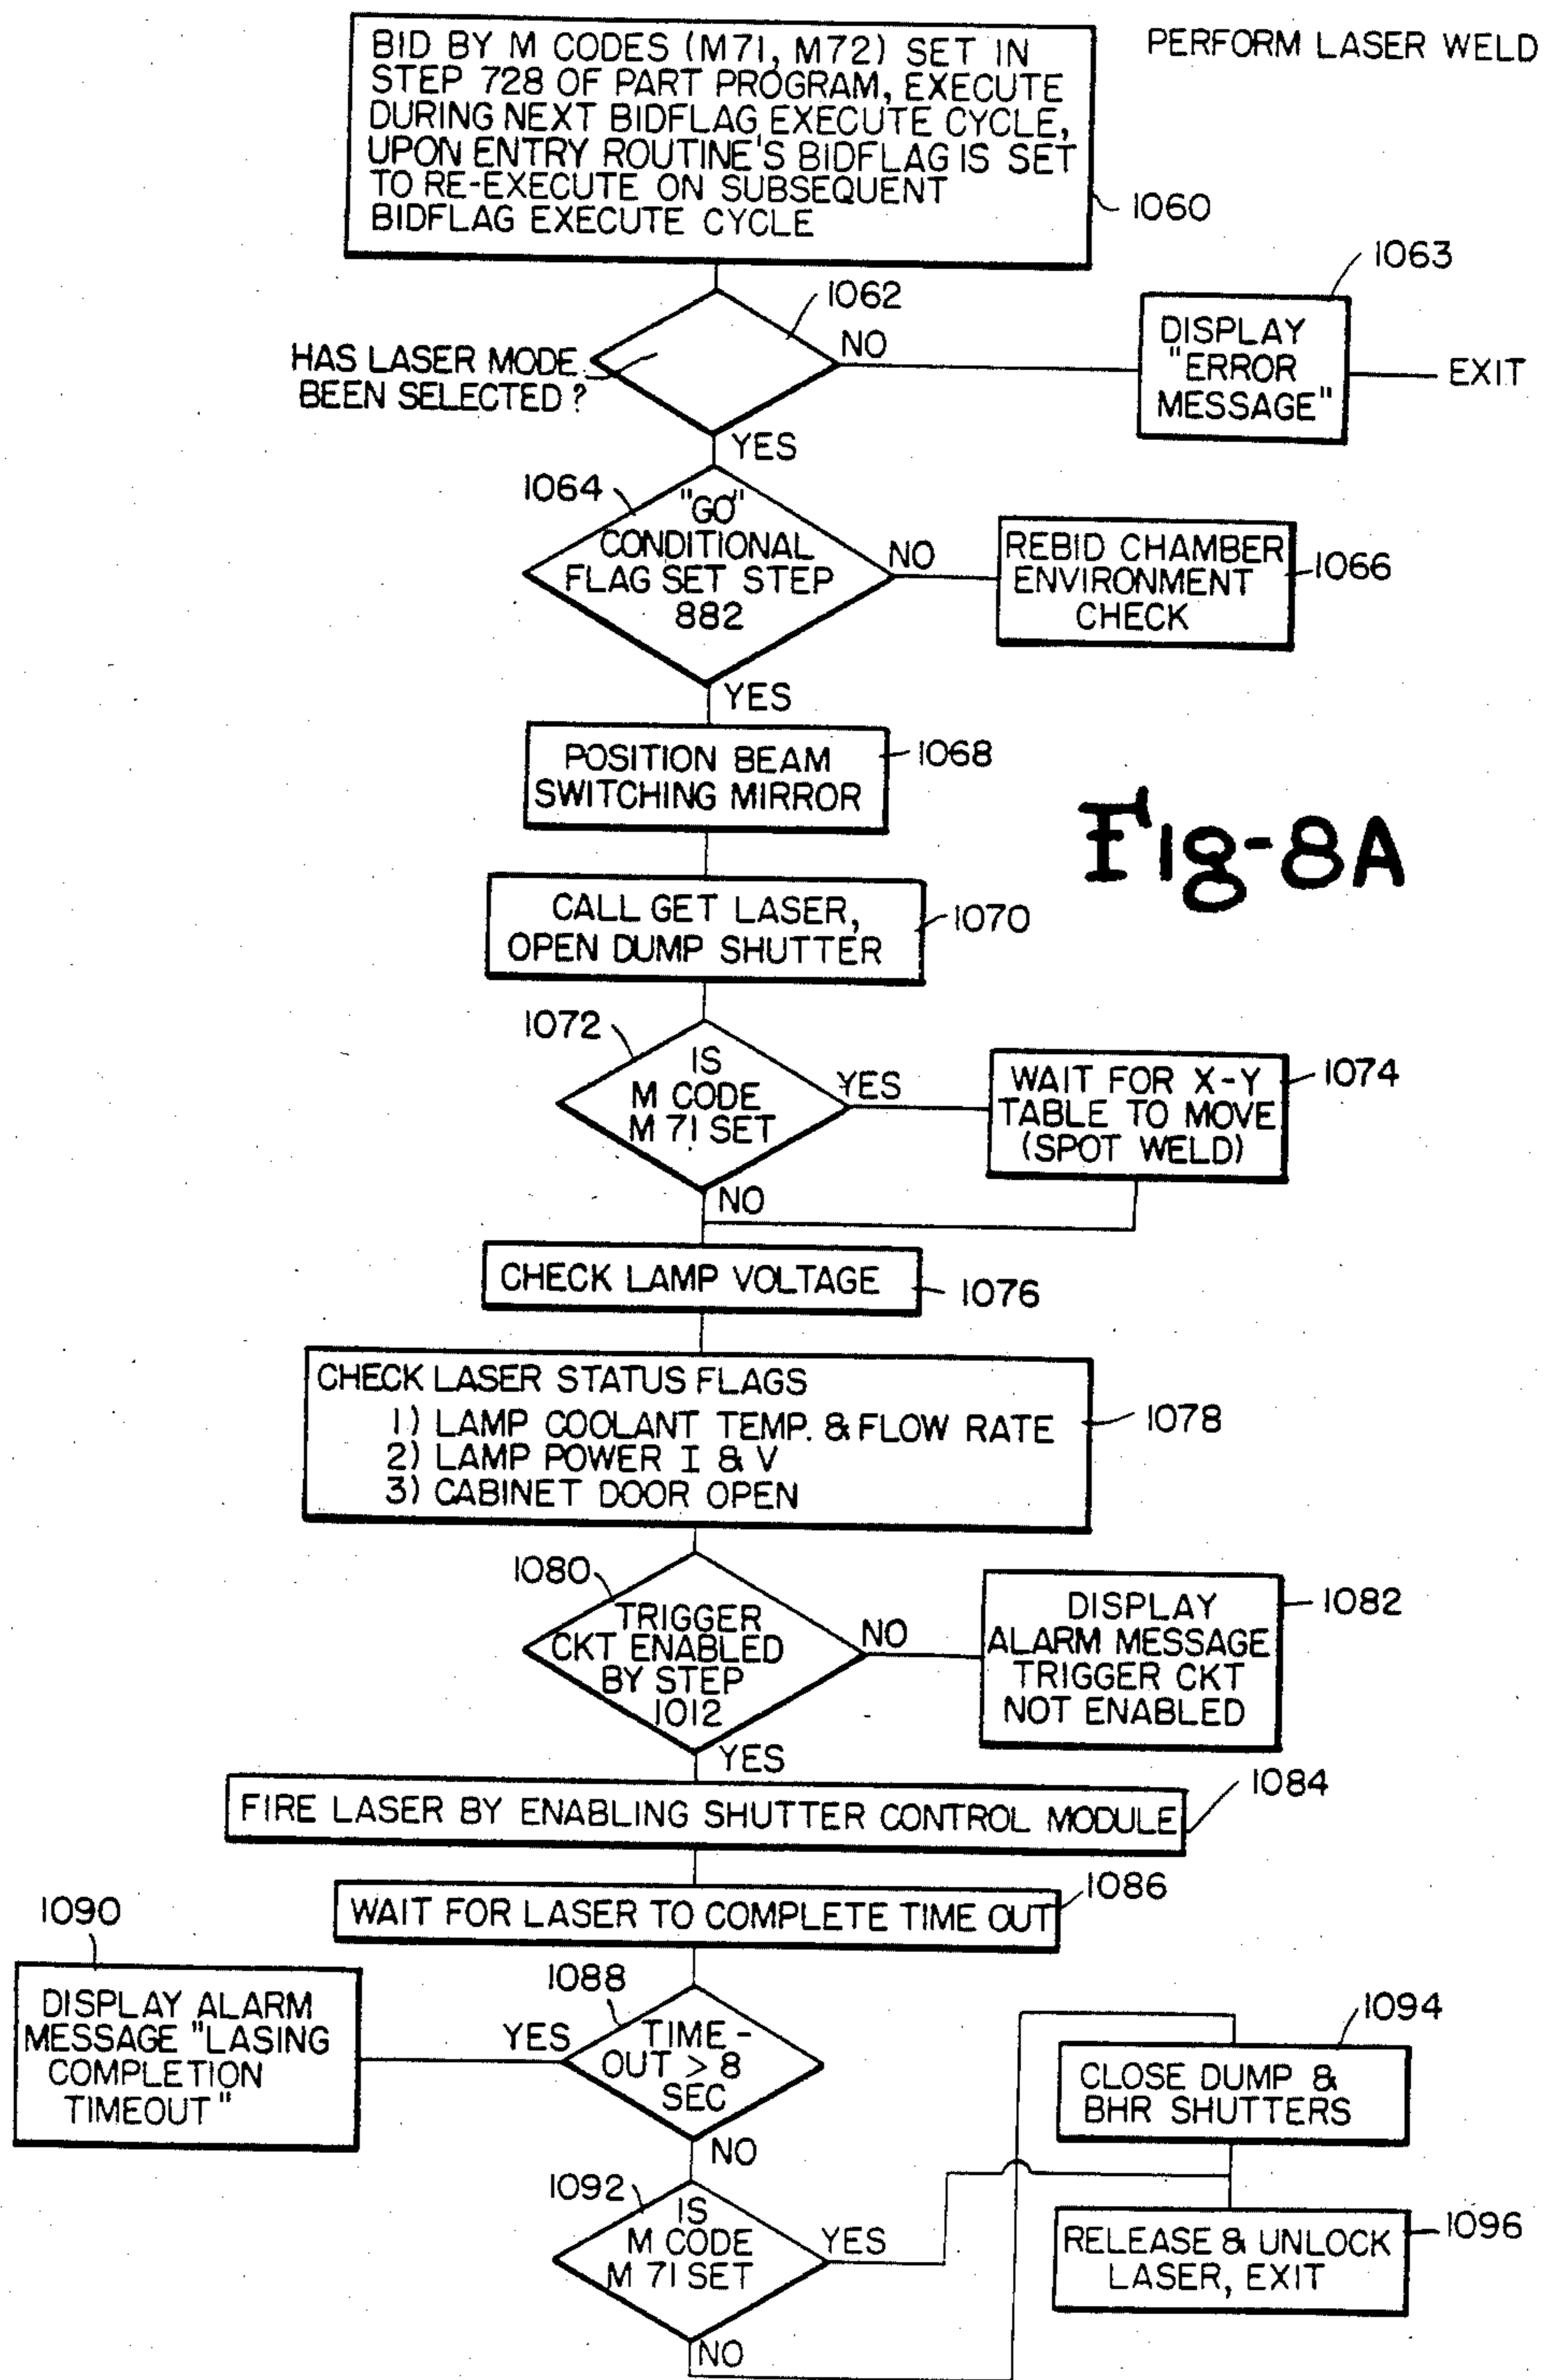 PERFORM LASER WELD
BID BY M CODES (M71, M72) SET IN
STEP 728 OF PART PROGRAM, EXECUTE
DURING NEXT BIDFLAG EXECUTE CYCLE,
UPON ENTRY ROUTINE'S BIDFLAG IS SET
TO RE-EXECUTE ON SUBSEQUENT
BIDFLAG EXECUTE CYCLE
1060
1062
HAS LASER MODE
BEEN SELECTED ?
NO
1063
DISPLAY
"ERROR
MESSAGE"
EXIT
YES
1064
"GO"
CONDITIONAL
FLAG SET STEP
882
NO
REBID CHAMBER
ENVIRONMENT
CHECK
1066
YES
POSITION BEAM
SWITCHING MIRROR
1068
Fig-8A
CALL GET LASER,
OPEN DUMP SHUTTER
1070
1072
IS
M CODE
M 71 SET
YES
WAIT FOR X-Y
TABLE TO MOVE
(SPOT WELD)
1074
NO
CHECK LAMP VOLTAGE
1076
CHECK LASER STATUS FLAGS
1) LAMP COOLANT TEMP. & FLOW RATE
2) LAMP POWER I & V
3) CABINET DOOR OPEN
1078
1080
TRIGGER
CKT ENABLED
BY STEP
1012
NO
DISPLAY
ALARM MESSAGE
TRIGGER CKT
NOT ENABLED
1082
YES
FIRE LASER BY ENABLING SHUTTER CONTROL MODULE
1084
WAIT FOR LASER TO COMPLETE TIME OUT
1086
1088
TIME-
OUT > 8
SEC
YES
1090
DISPLAY ALARM
MESSAGE "LASING
COMPLETION
TIMEOUT"
NO
1092
IS
M CODE
M 71 SET
YES
NO
1094
CLOSE DUMP &
BHR SHUTTERS
RELEASE & UNLOCK
LASER, EXIT
1096